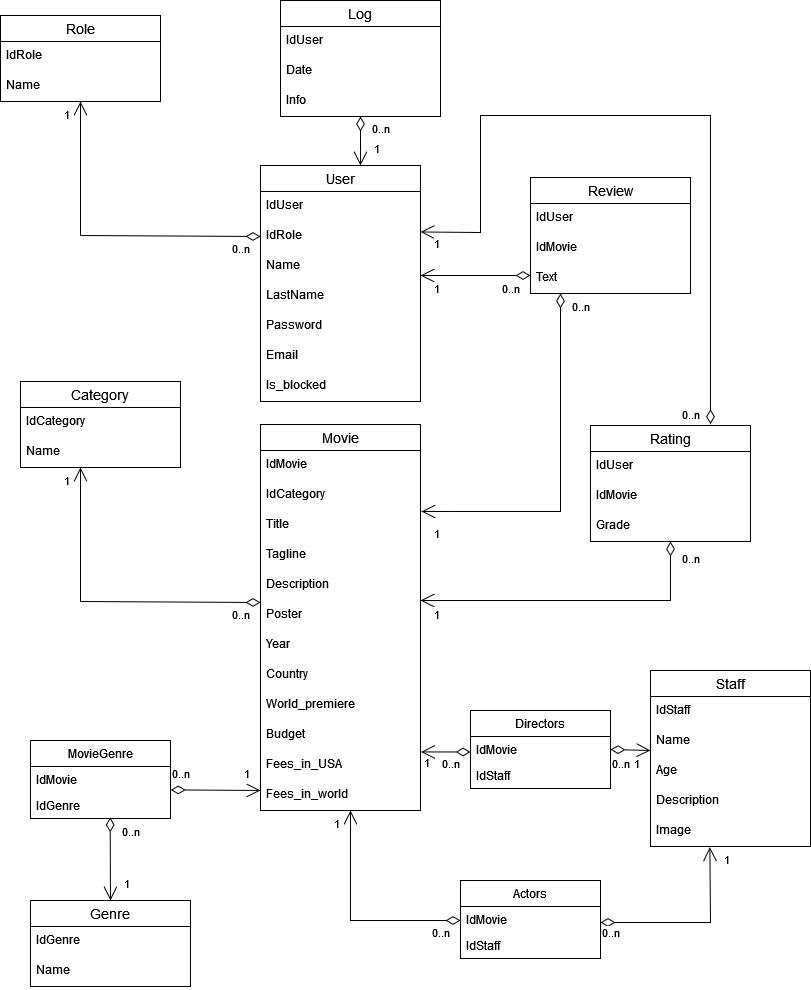 Log
IdUser
Date
Info
0..n
1
Role
IdRole
Name
1
0..n
User
IdUser
IdRole
Name
LastName
Password
Email
Is_blocked
1
1
0..n
Review
IdUser
IdMovie
Text
0..n
Category
IdCategory
Name
1
0..n
Movie
IdMovie
IdCategory
Title
Tagline
Description
Poster
Year
Country
World_premiere
Budget
Fees_in_USA
Fees_in_world
1
1
0..n
Rating
IdUser
IdMovie
Grade
0..n
Staff
IdStaff
Name
Age
Description
Image
1
Directors
IdMovie
IdStaff
1
0..n
0..n
1
MovieGenre
IdMovie
IdGenre
0..n
1
0..n
1
Genre
IdGenre
Name
1
Actors
IdMovie
IdStaff
0..n
0..n